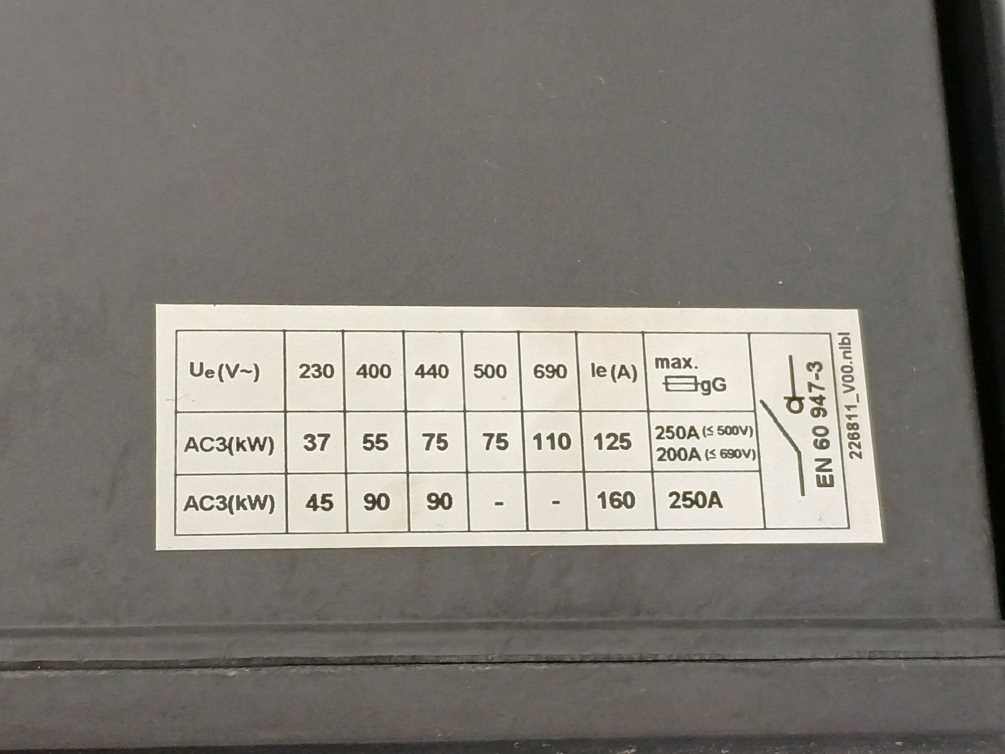 Ue(V~) 230 400 440 500 690 Ie (A) max. gG
AC3(kW) 37 55 75 75 110 125 250A (≤ 500V) 200A (≤ 690V)
AC3(kW) 45 90 90 - - 160 250A
EN 60 947-3
226811_V00.nlbl